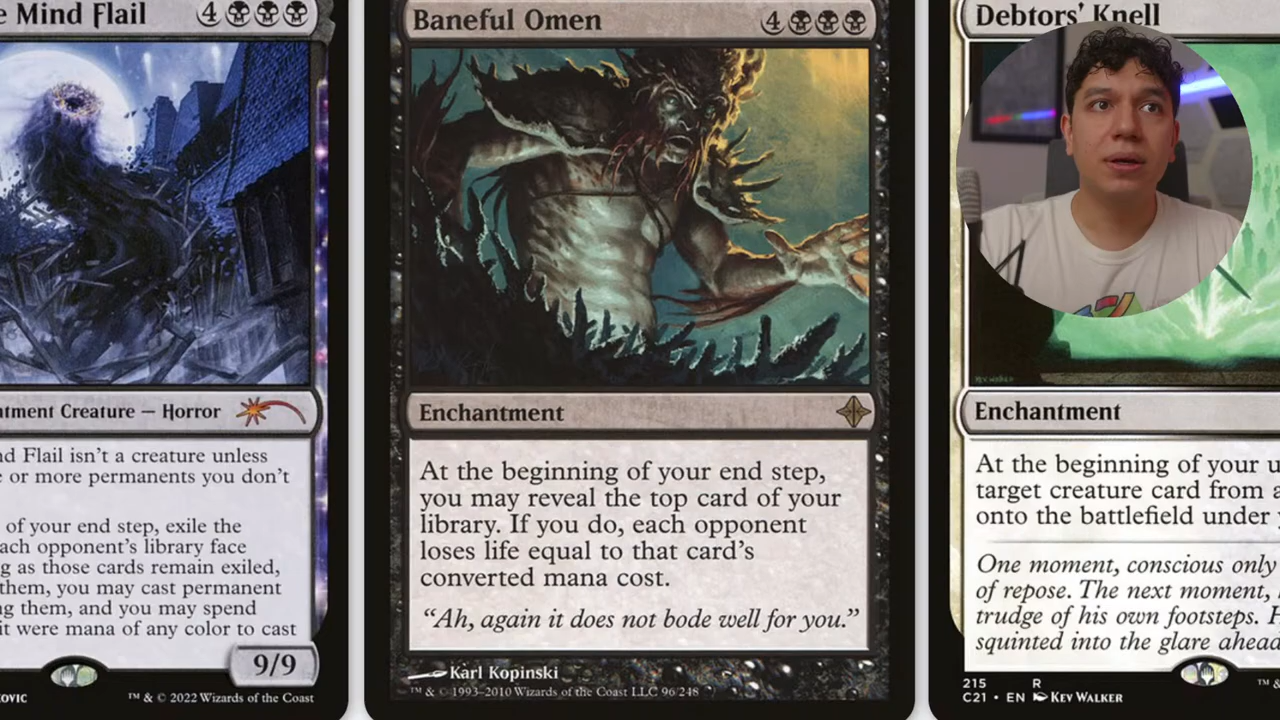 e Mind Flail 4
ntment Creature — Horror
nd Flail isn't a creature unless
e or more permanents you don't
of your end step, exile the
ach opponent's library face
g as those cards remain exiled,
them, you may cast permanent
ng them, and you may spend
it were mana of any color to cast
9/9
OVIC
™ & © 2022 Wizards of the Coast
Baneful Omen 4
Enchantment
At the beginning of your end step,
you may reveal the top card of your
library. If you do, each opponent
loses life equal to that card's
converted mana cost.
“Ah, again it does not bode well for you.”
Karl Kopinski
™ & © 1993–2010 Wizards of the Coast LLC 96/248
Debtors' Knell
Enchantment
At the beginning of your u
target creature card from a
onto the battlefield under
One moment, conscious only
of repose. The next moment,
trudge of his own footsteps. H
squinted into the glare ahead
215 R
C21 • EN Kev Walker
™ &